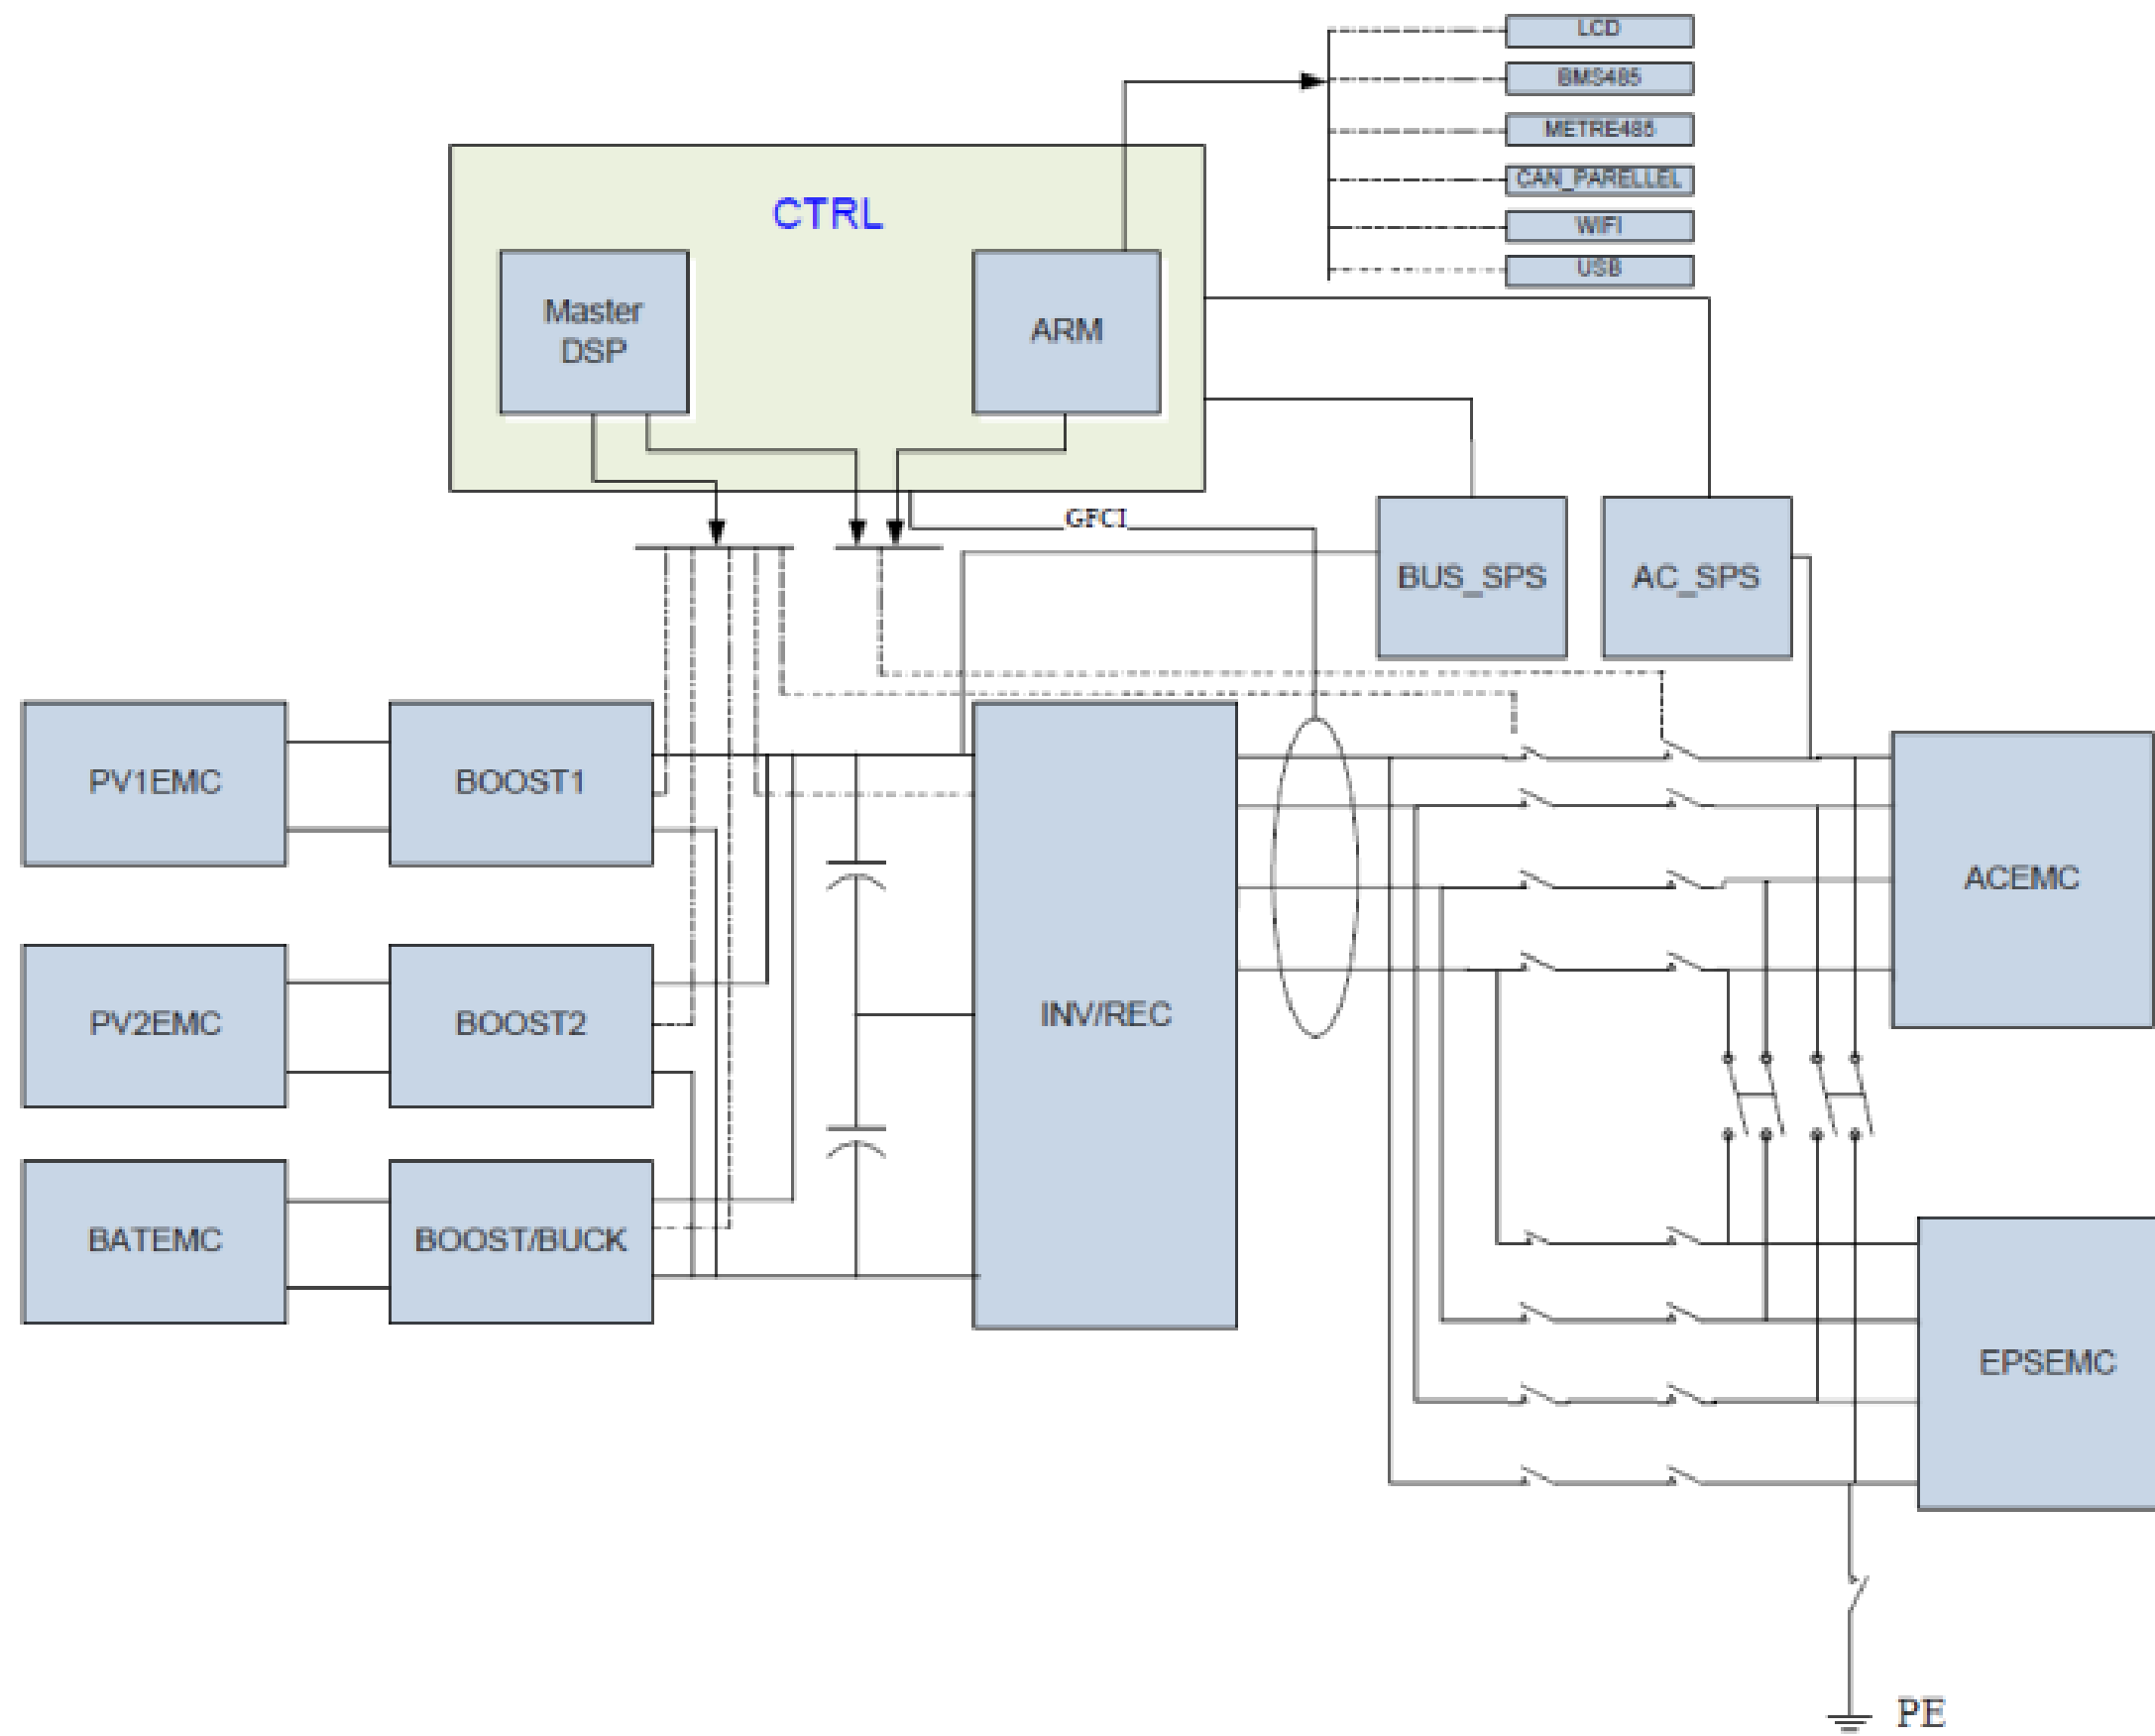 LCD
BMS485
METRE485
CAN_PARELLEL
WIFI
USB
CTRL
Master
DSP
ARM
GFCI
BUS_SPS
AC_SPS
PV1EMC
BOOST1
ACEMC
PV2EMC
BOOST2
INV/REC
BATEMC
BOOST/BUCK
EPSEMC
PE